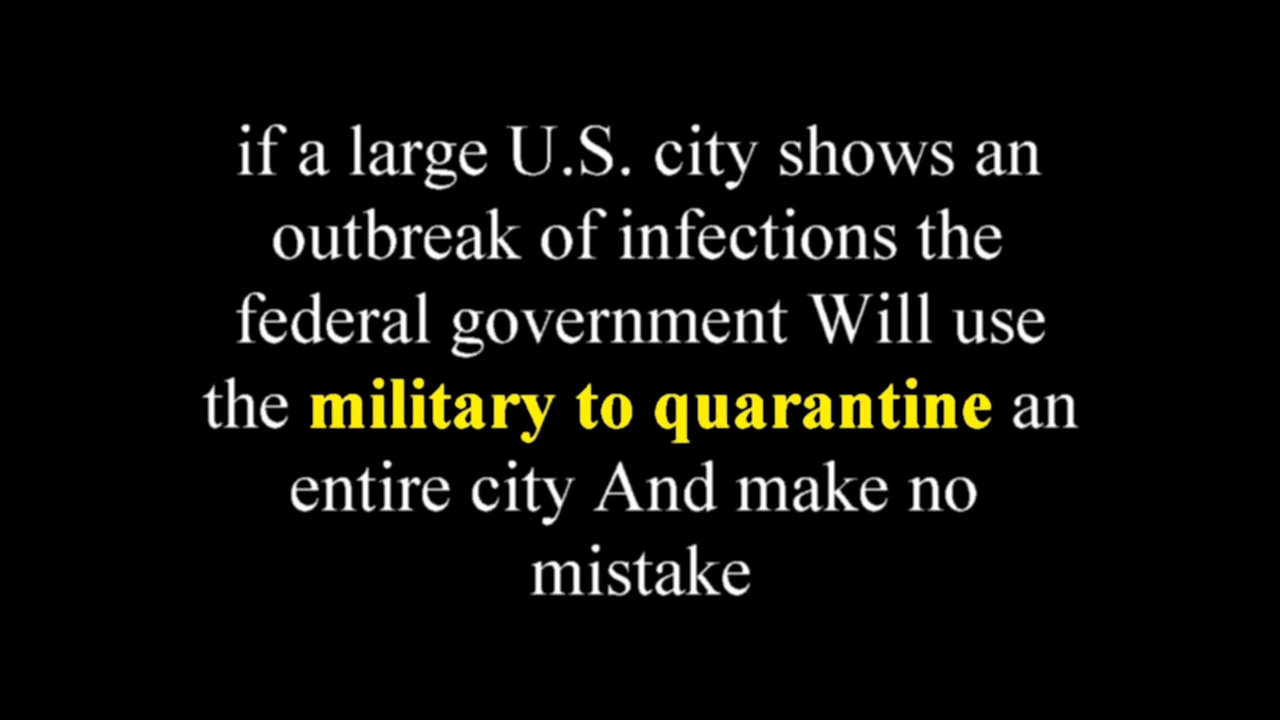 if a large U.S. city shows an
outbreak of infections the
federal government Will use
the military to quarantine an
entire city And make no
mistake